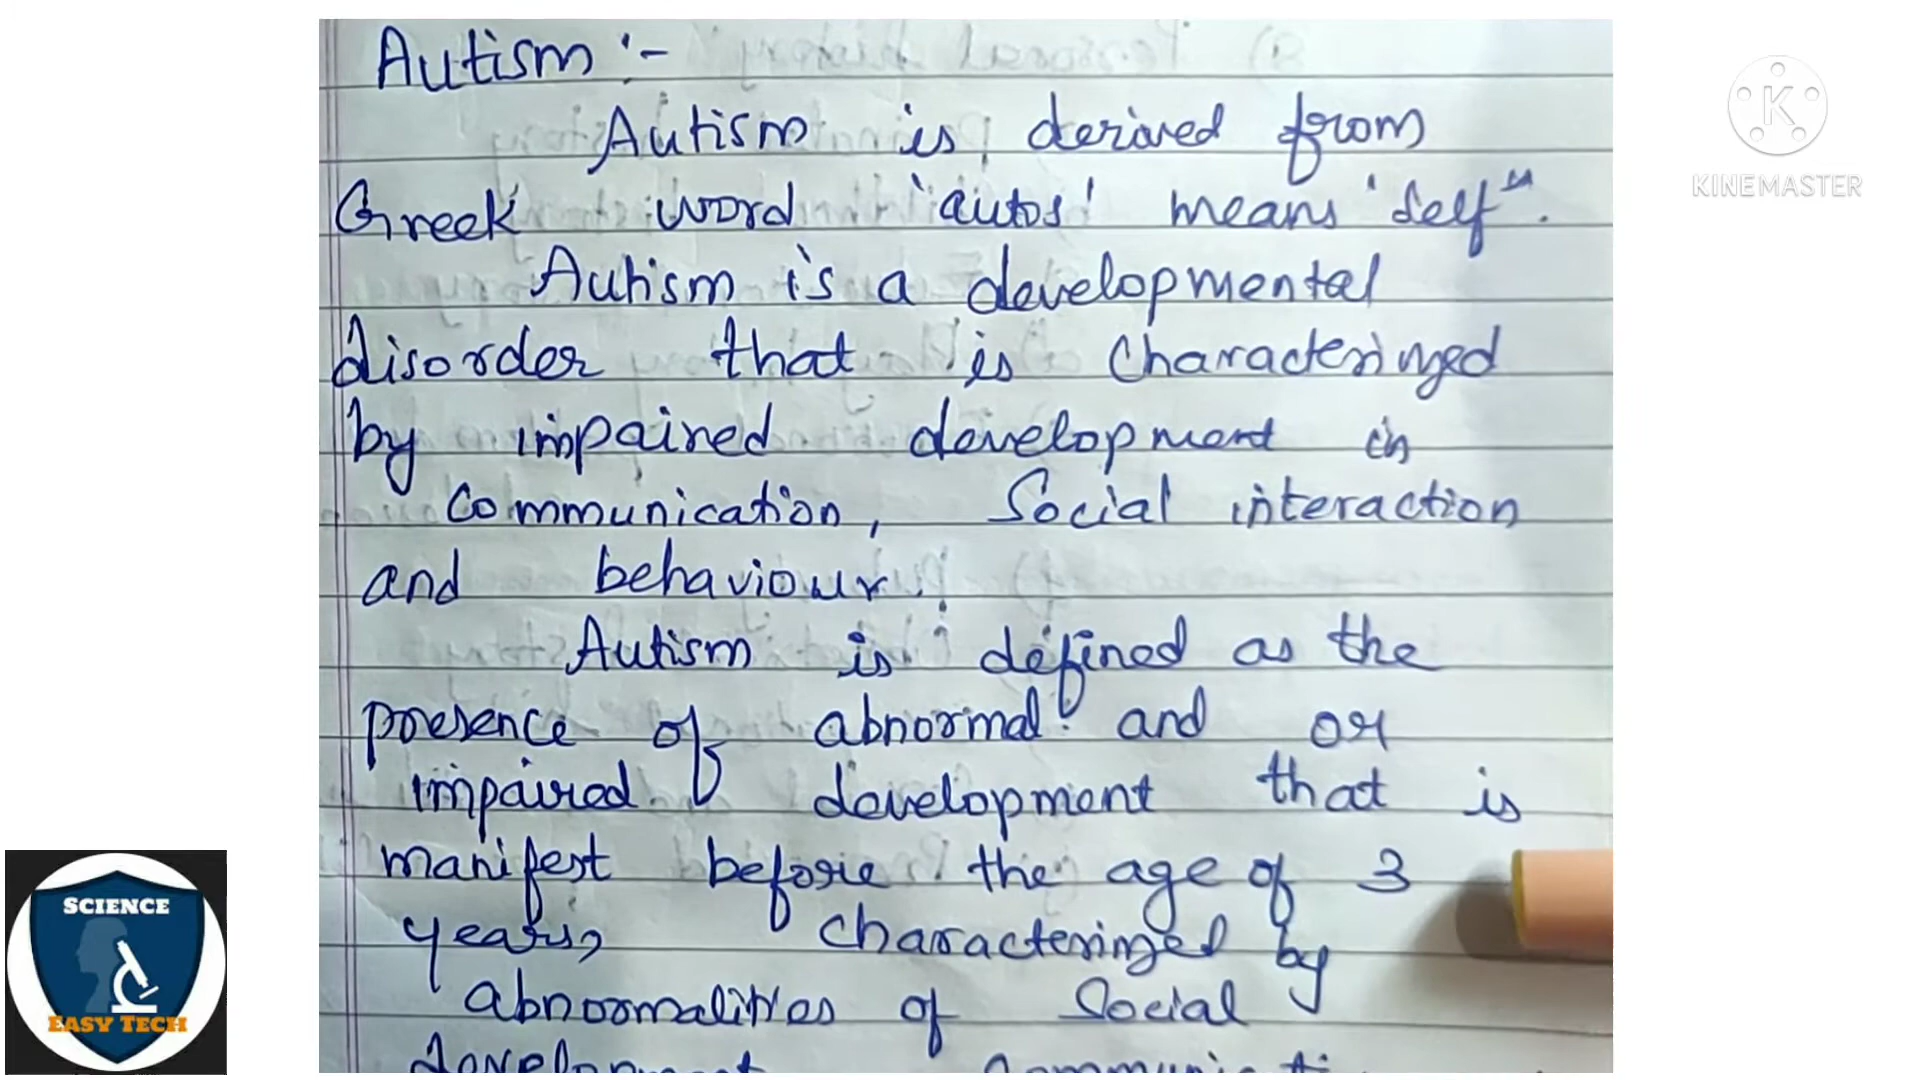 Autism :-
Autism is derived from
Greek word 'autos' means 'self".
Autism is a developmental
disorder that is characterized
by impaired development in
communication, Social interaction
and behaviour.
Autism is defined as the
presence of abnormal and or
impaired development that is
manifest before the age of 3
years, characterized by
abnormalities of Social
development communicati
KINEMASTER
SCIENCE
EASY TECH